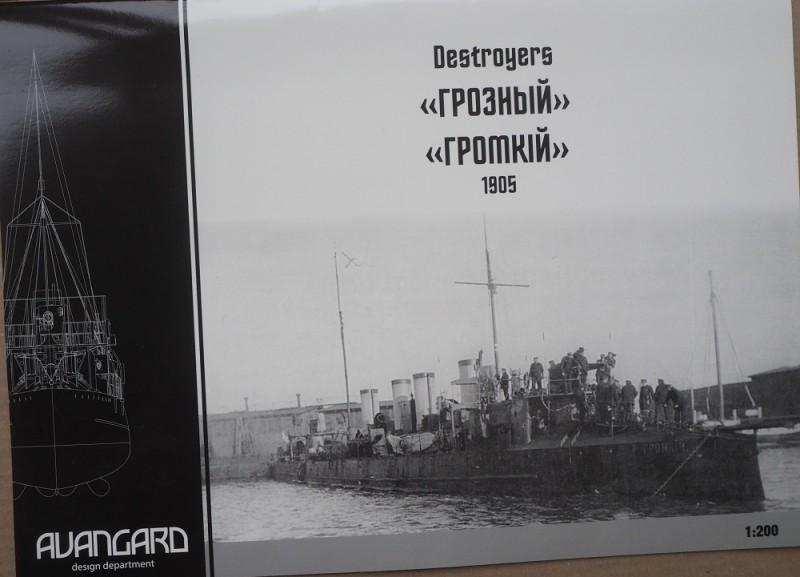 Destroyers
«ГРОЗНЫЙ»
«ГРОМКІЙ»
1905
1:200
AVANGARD
design department